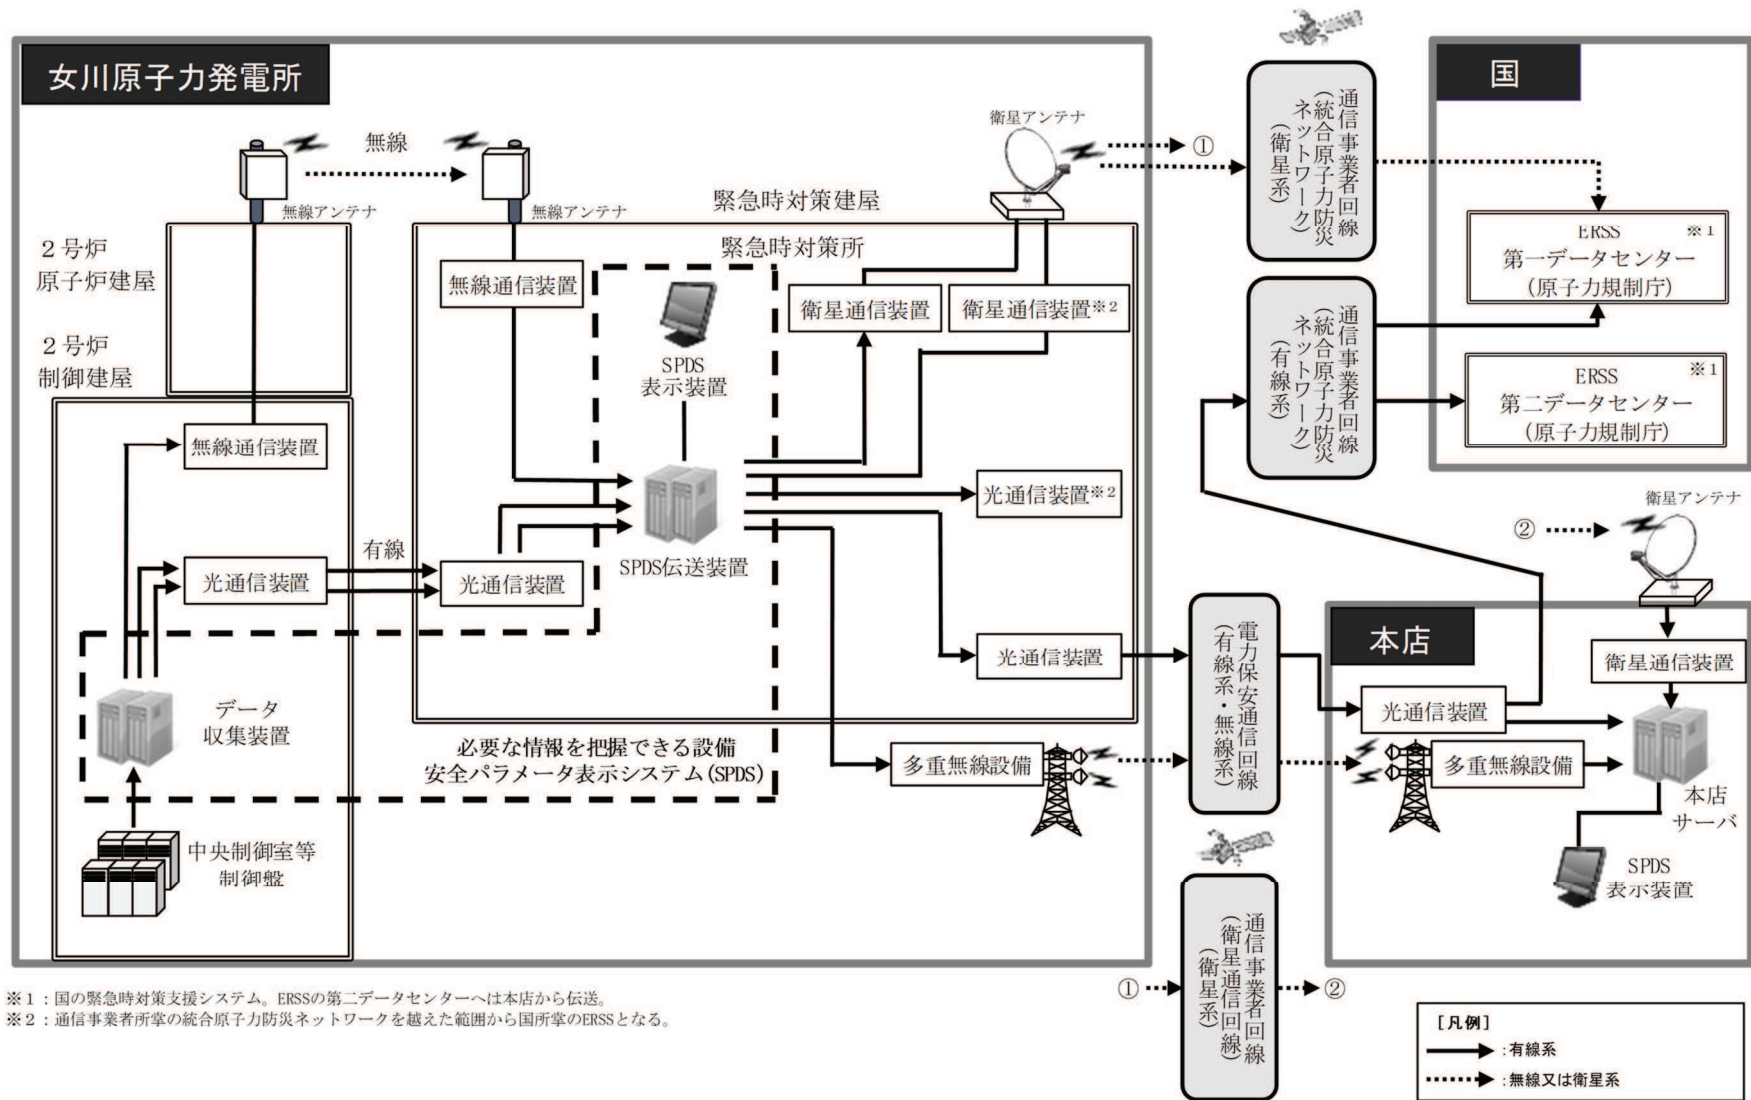 女川原子力発電所
無線
無線アンテナ
無線アンテナ
衛星アンテナ
①
2号炉
原子炉建屋
2号炉
制御建屋
緊急時対策建屋
緊急時対策所
無線通信装置
SPDS
表示装置
衛星通信装置
衛星通信装置※2
無線通信装置
光通信装置
有線
光通信装置
SPDS伝送装置
光通信装置※2
光通信装置
データ
収集装置
必要な情報を把握できる設備
安全パラメータ表示システム(SPDS)
中央制御室等
制御盤
多重無線設備
通信事業者回線
(統合原子力防災
ネットワーク)
(衛星系)
通信事業者回線
(統合原子力防災
ネットワーク)
(有線系)
電力保安通信回線
(有線系・無線系)
①
通信事業者回線
(衛星通信回線)
(衛星系)
②
国
ERSS ※1
第一データセンター
(原子力規制庁)
ERSS ※1
第二データセンター
(原子力規制庁)
衛星アンテナ
②
本店
衛星通信装置
光通信装置
多重無線設備
本店
サーバ
SPDS
表示装置
※1：国の緊急時対策支援システム。ERSSの第二データセンターへは本店から伝送。
※2：通信事業者所掌の統合原子力防災ネットワークを越えた範囲から国所掌のERSSとなる。
[凡例]
:有線系
:無線又は衛星系